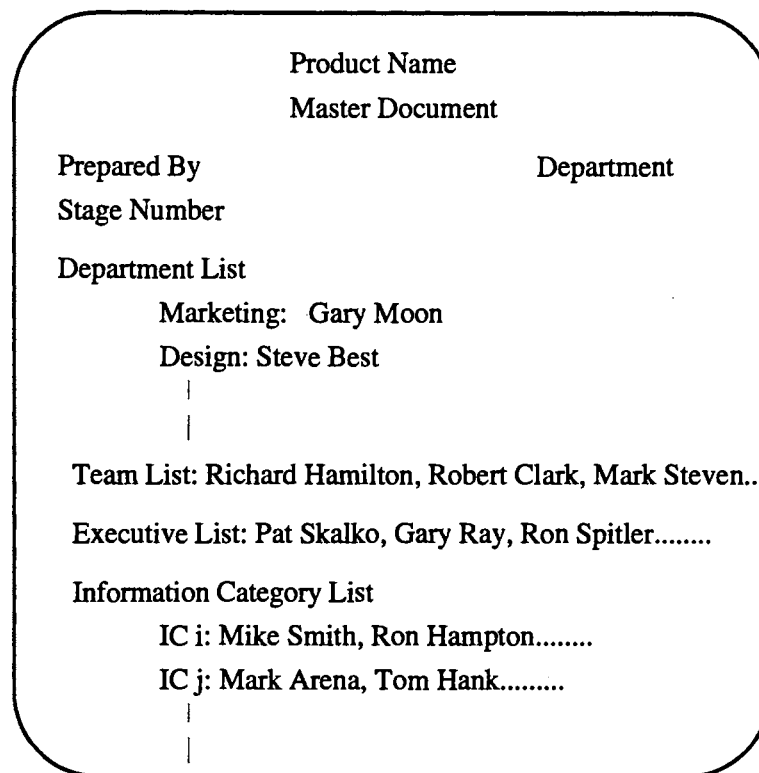 Product Name
Master Document
Prepared By Department
Stage Number
Department List
Marketing: Gary Moon
Design: Steve Best
Team List: Richard Hamilton, Robert Clark, Mark Steven..
Executive List: Pat Skalko, Gary Ray, Ron Spitler........
Information Category List
IC i: Mike Smith, Ron Hampton........
IC j: Mark Arena, Tom Hank.........